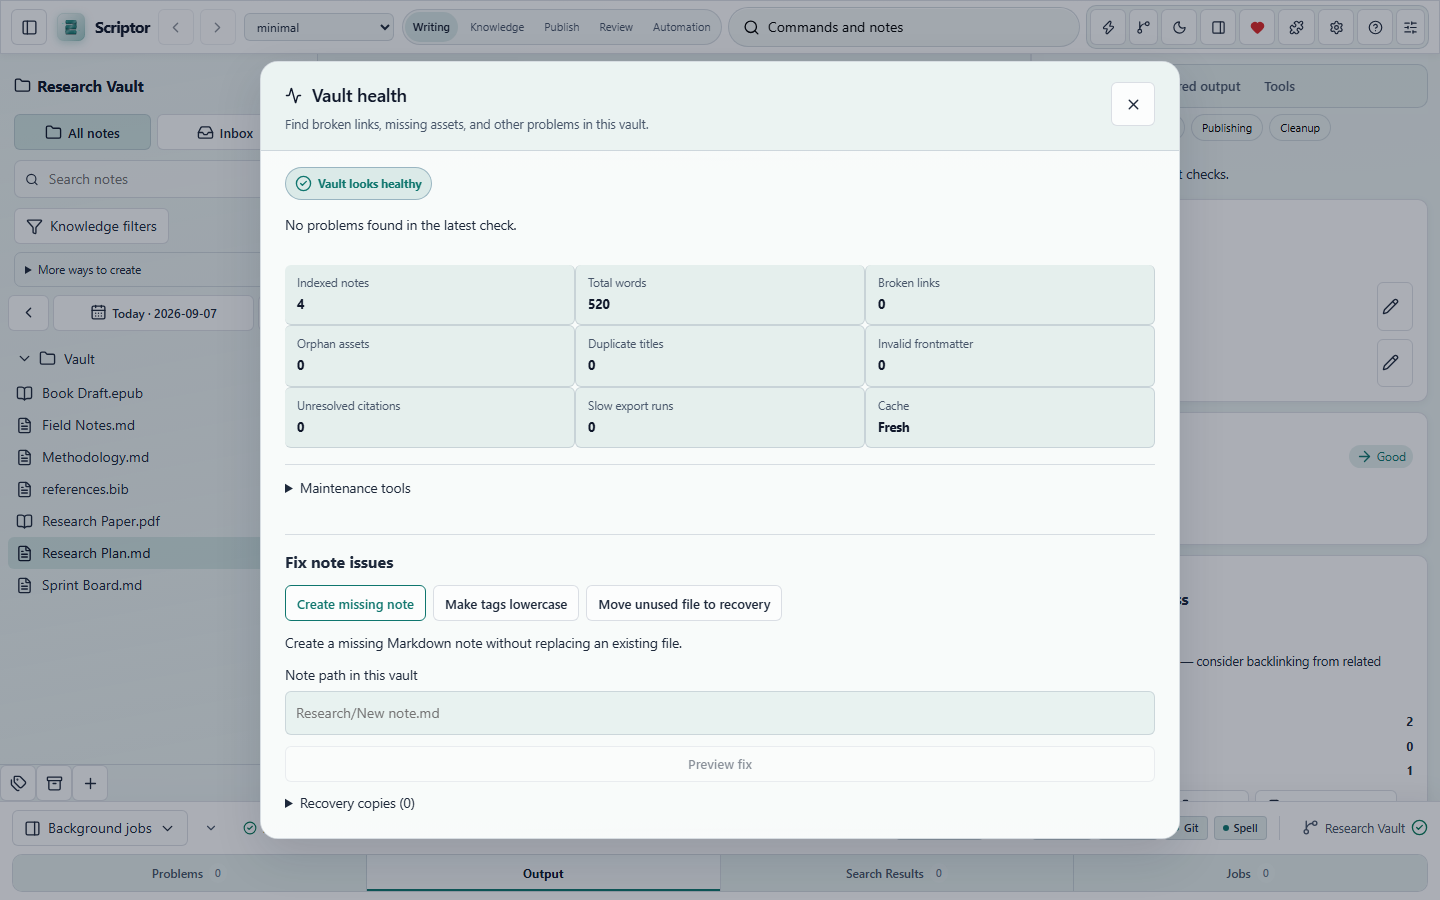 Scriptor
minimal
Writing
Knowledge
Publish
Review
Automation
Commands and notes
Research Vault
All notes
Inbox
Search notes
Knowledge filters
More ways to create
Today · 2026-09-07
Vault
Book Draft.epub
Field Notes.md
Methodology.md
references.bib
Research Paper.pdf
Research Plan.md
Sprint Board.md
Vault health
Find broken links, missing assets, and other problems in this vault.
Vault looks healthy
No problems found in the latest check.
Indexed notes
4
Total words
520
Broken links
0
Orphan assets
0
Duplicate titles
0
Invalid frontmatter
0
Unresolved citations
0
Slow export runs
0
Cache
Fresh
Maintenance tools
Fix note issues
Create missing note
Make tags lowercase
Move unused file to recovery
Create a missing Markdown note without replacing an existing file.
Note path in this vault
Research/New note.md
Preview fix
Recovery copies (0)
output
Tools
Publishing
Cleanup
checks.
Good
— consider backlinking from related
2
0
1
Background jobs
Git
Spell
Research Vault
Problems 0
Output
Search Results 0
Jobs 0